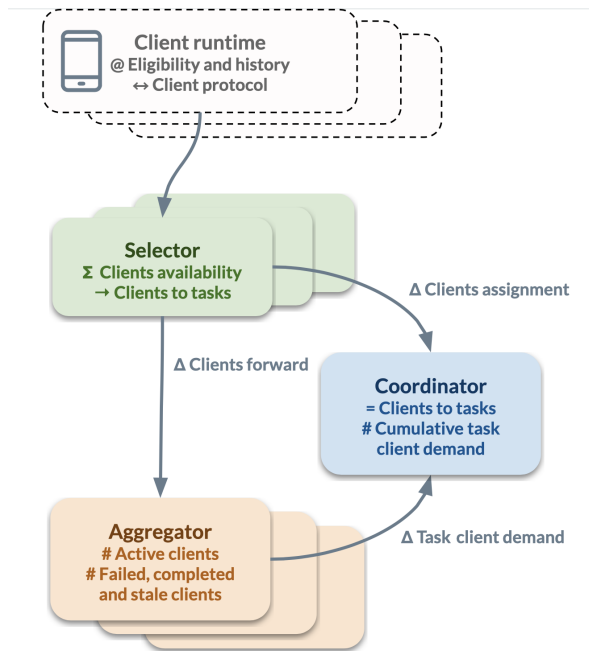 Client runtime
@ Eligibility and history
↔ Client protocol
Selector
Σ Clients availability
→ Clients to tasks
Δ Clients assignment
Δ Clients forward
Coordinator
= Clients to tasks
# Cumulative task
client demand
Aggregator
# Active clients
# Failed, completed
and stale clients
Δ Task client demand